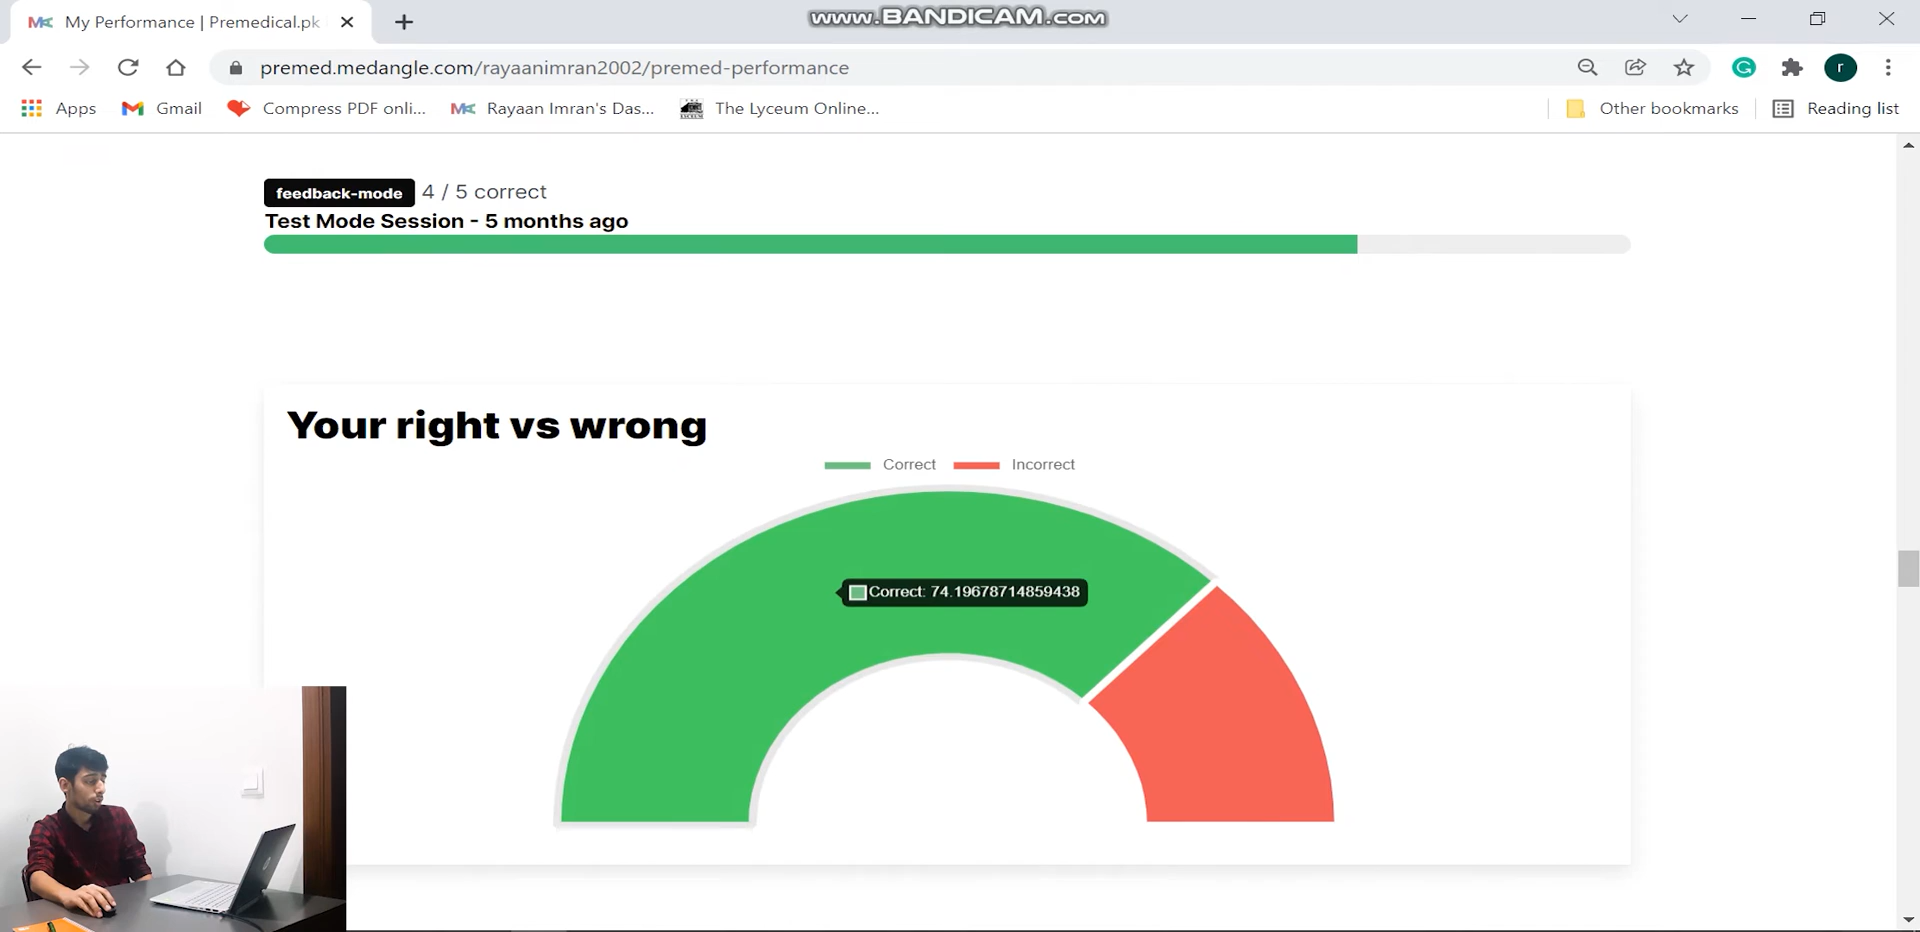 My Performance | Premedical.pk
www.BANDICAM.com
premed.medangle.com/rayaanimran2002/premed-performance
r
Apps
Gmail
Compress PDF onli...
Rayaan Imran's Das...
The Lyceum Online...
Other bookmarks
Reading list
feedback-mode 4 / 5 correct
Test Mode Session - 5 months ago
Your right vs wrong
Correct Incorrect
Correct: 74.19678714859438